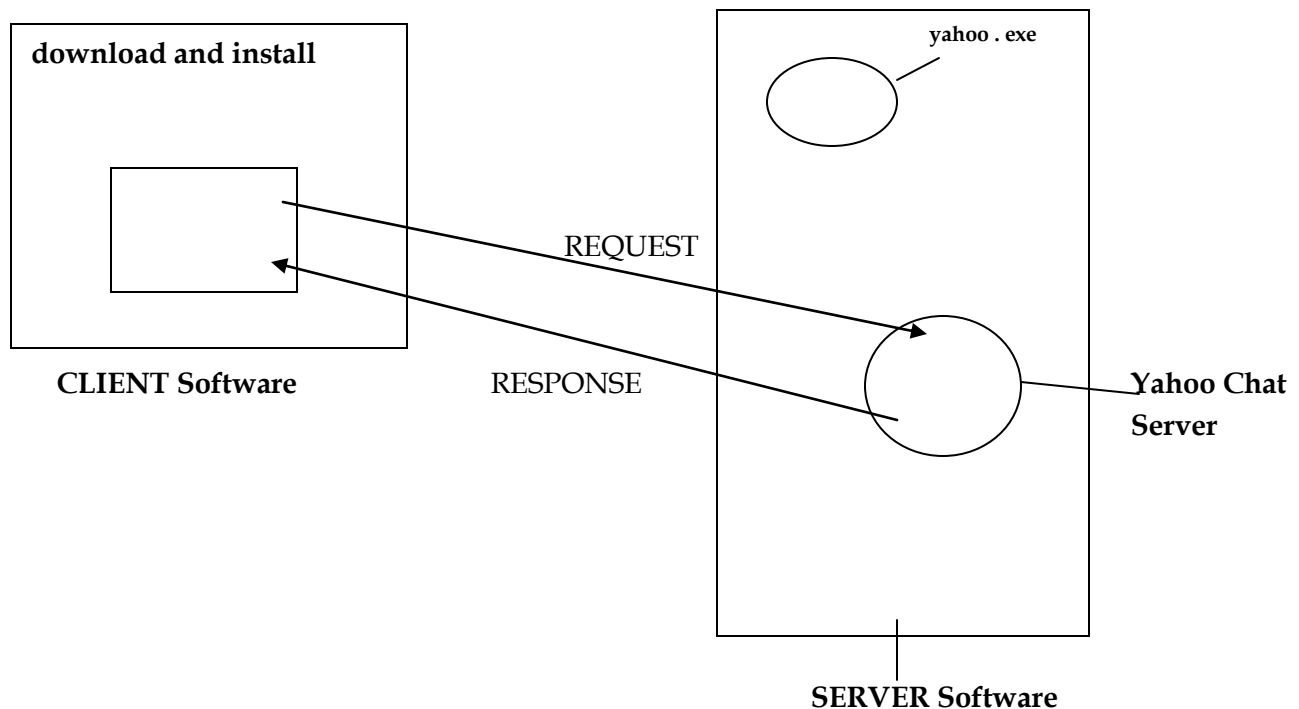 yahoo . exe
download and install
REQUEST
CLIENT Software
RESPONSE
Yahoo Chat
Server
SERVER Software